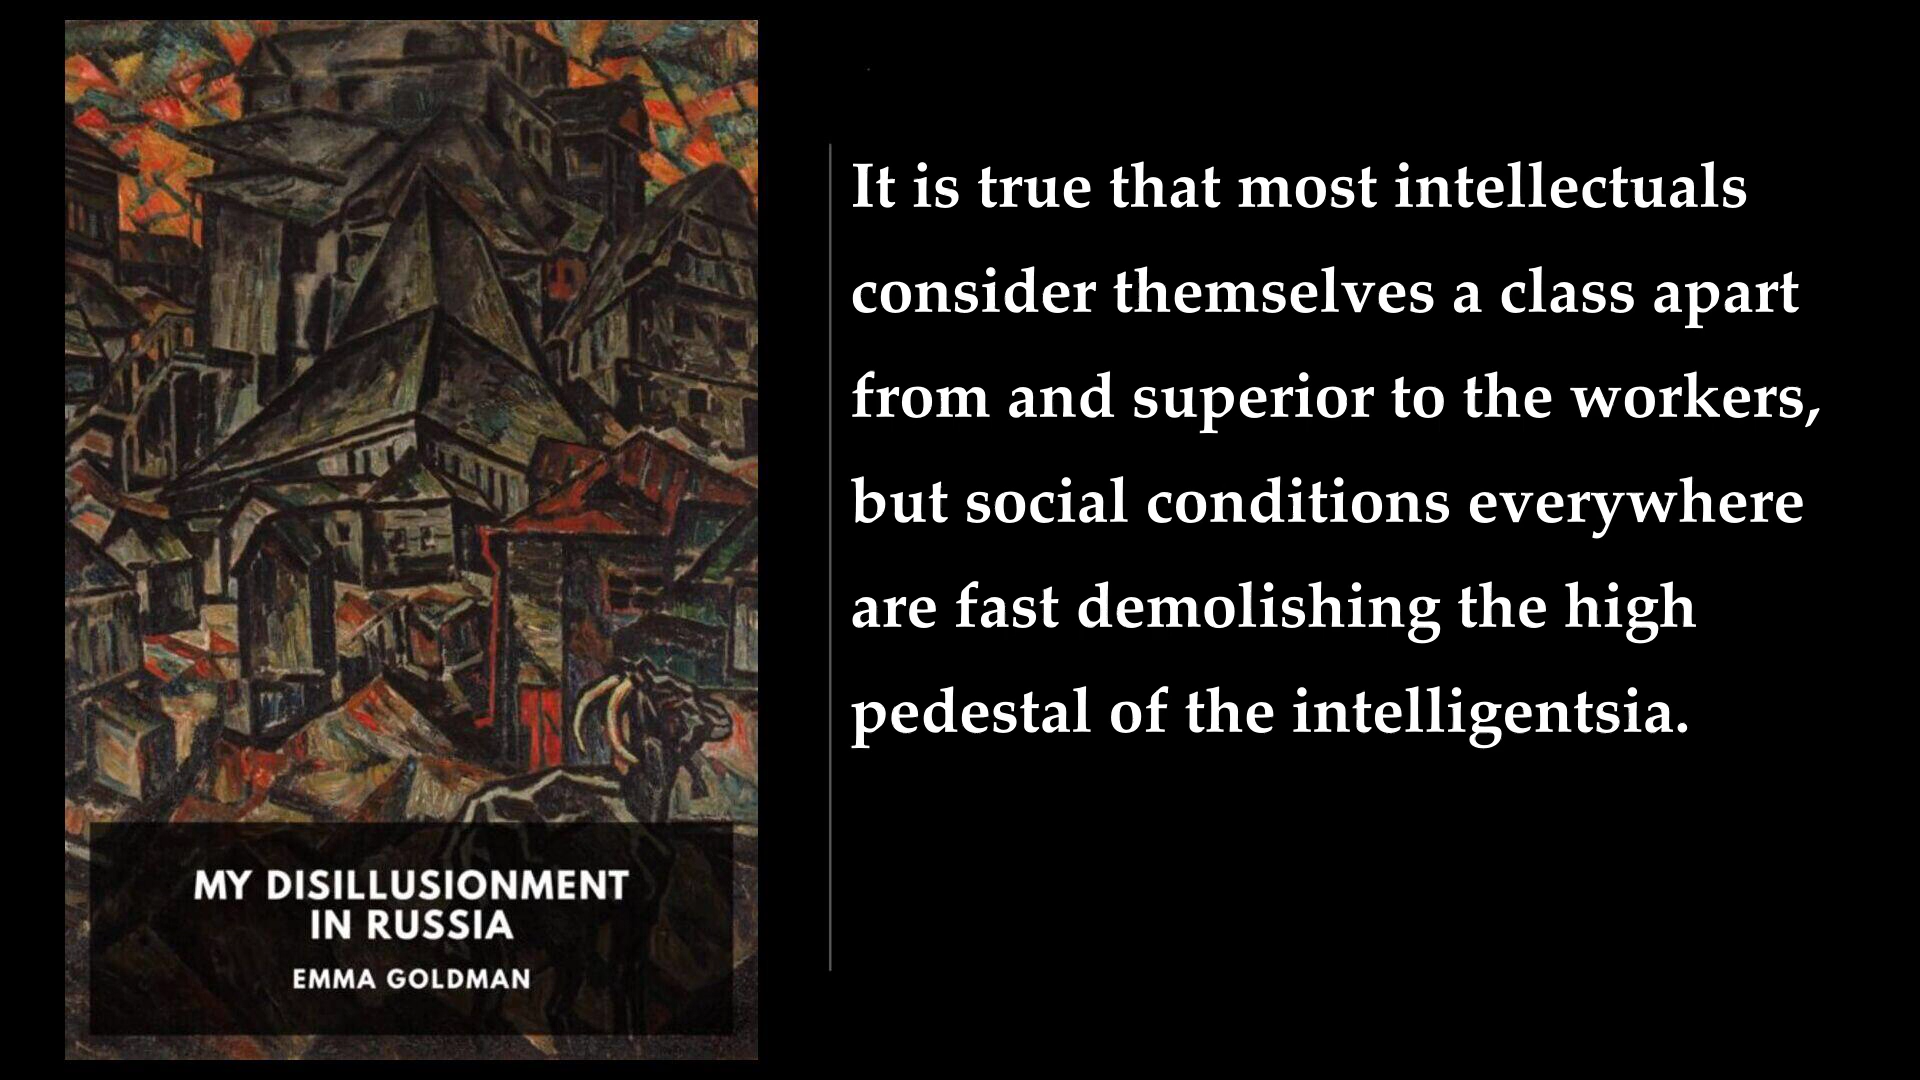 It is true that most intellectuals
consider themselves a class apart
from and superior to the workers,
but social conditions everywhere
are fast demolishing the high
pedestal of the intelligentsia.
MY DISILLUSIONMENT
IN RUSSIA
EMMA GOLDMAN